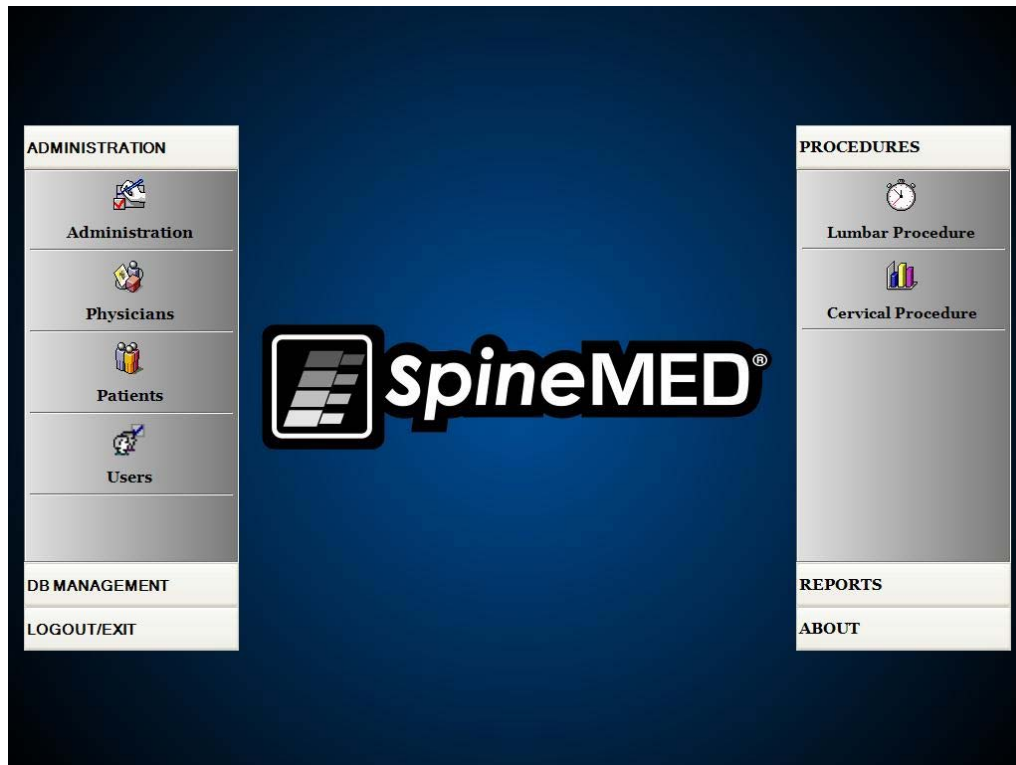 ADMINISTRATION
Administration
Physicians
Patients
Users
DB MANAGEMENT
LOGOUT/EXIT
SpineMED®
PROCEDURES
Lumbar Procedure
Cervical Procedure
REPORTS
ABOUT